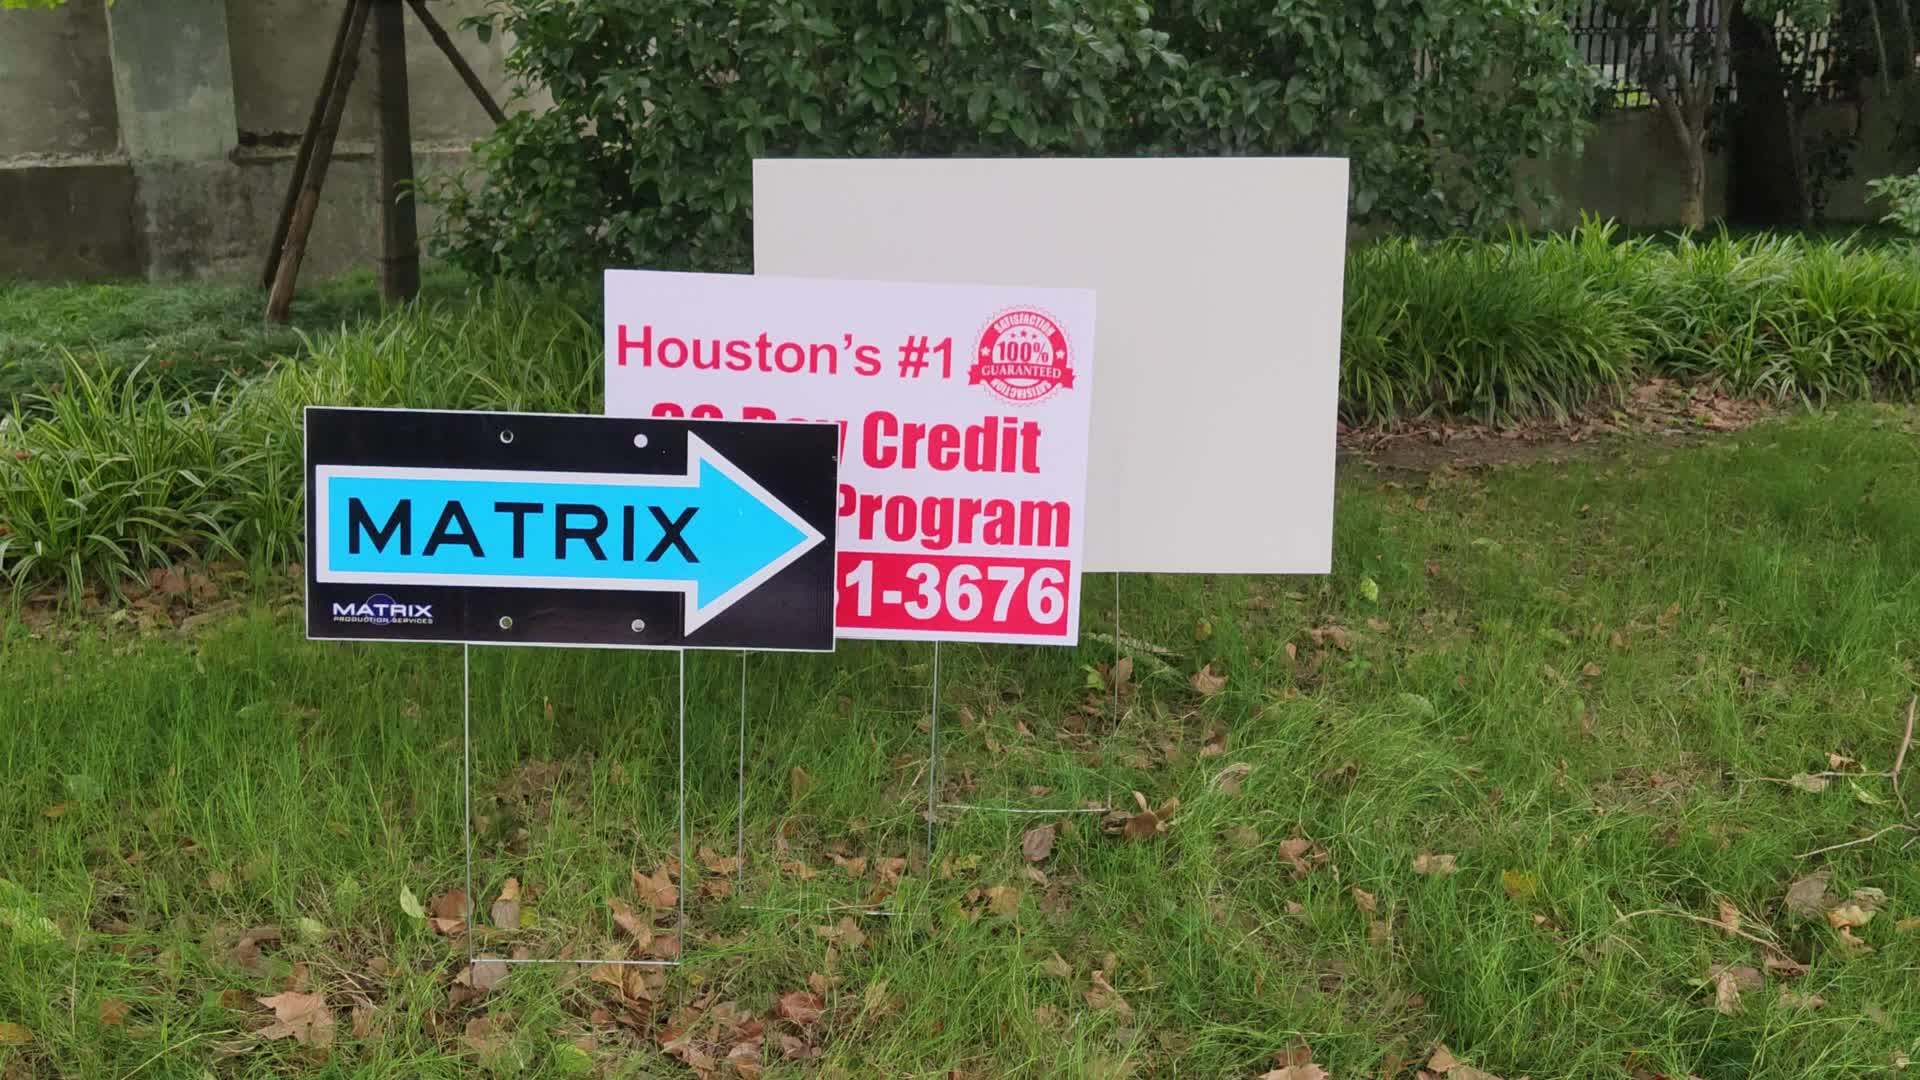 Houston's #1
SATISFACTION
100%
GUARANTEED
SATISFACTION
Credit
Program
1-3676
MATRIX
MATRIX
PRODUCTION SERVICES